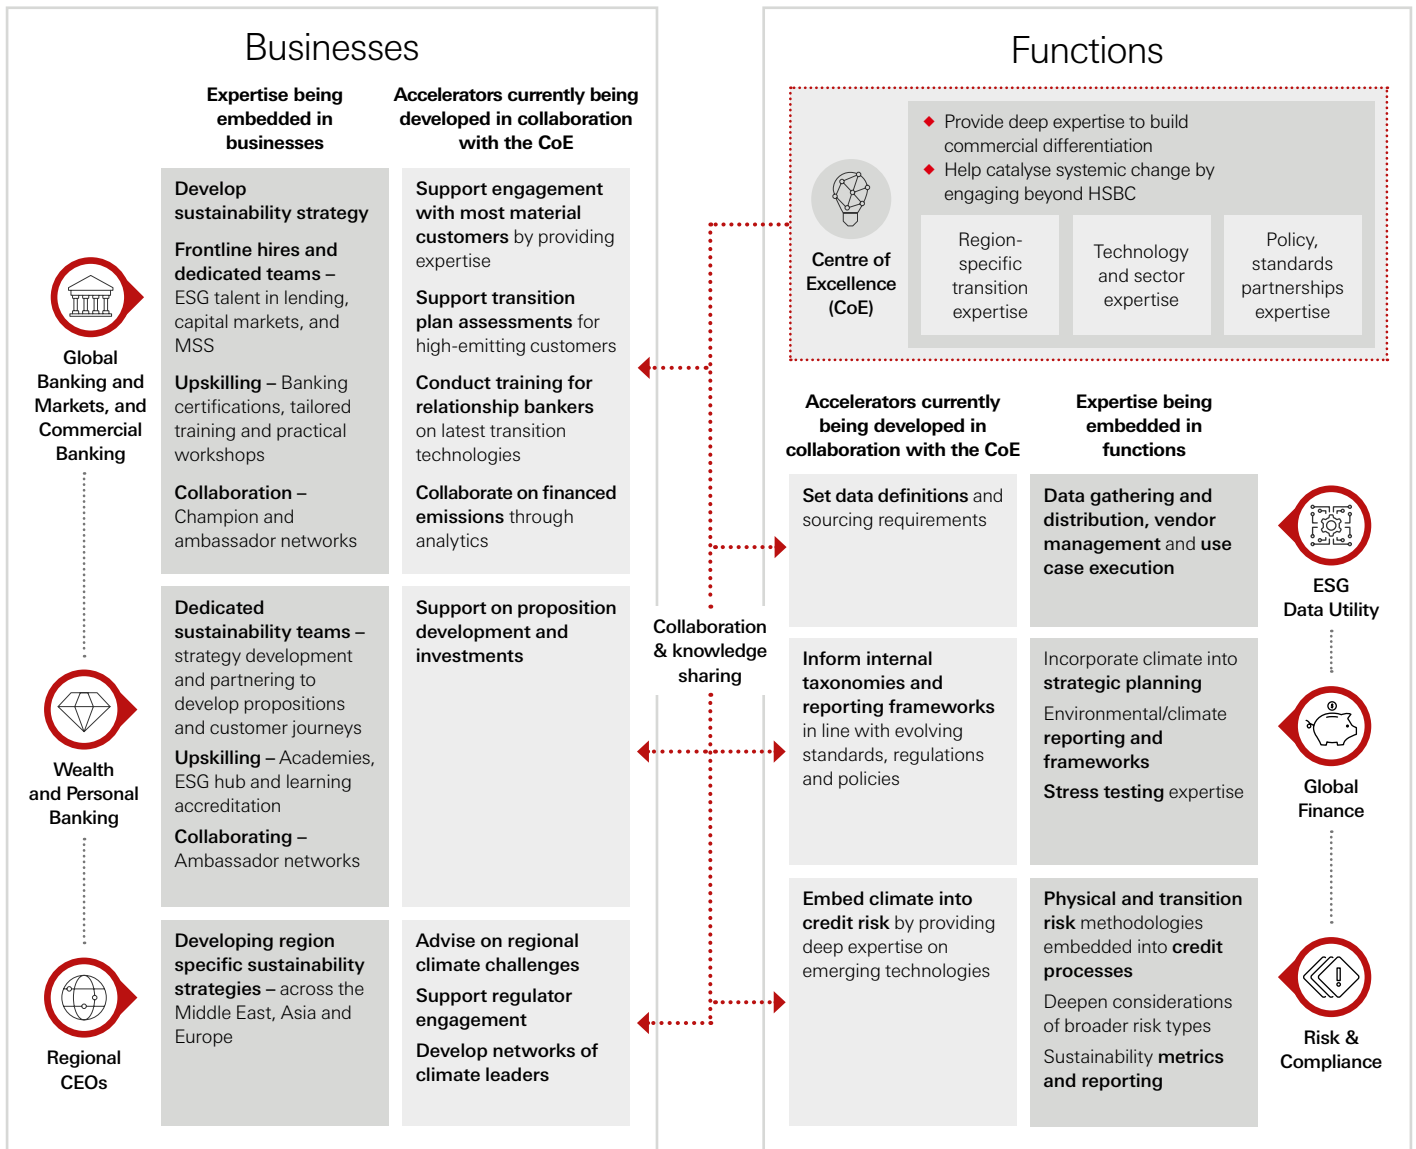 Businesses
Expertise being
embedded in
businesses
Accelerators currently being
developed in collaboration
with the CoE
Global
Banking and
Markets, and
Commercial
Banking
Develop
sustainability strategy
Frontline hires and
dedicated teams –
ESG talent in lending,
capital markets, and
MSS
Upskilling – Banking
certifications, tailored
training and practical
workshops
Collaboration –
Champion and
ambassador networks
Support engagement
with most material
customers by providing
expertise
Support transition
plan assessments for
high-emitting customers
Conduct training for
relationship bankers
on latest transition
technologies
Collaborate on financed
emissions through
analytics
Wealth
and Personal
Banking
Dedicated
sustainability teams –
strategy development
and partnering to
develop propositions
and customer journeys
Upskilling – Academies,
ESG hub and learning
accreditation
Collaborating –
Ambassador networks
Support on proposition
development and
investments
Regional
CEOs
Developing region
specific sustainability
strategies – across the
Middle East, Asia and
Europe
Advise on regional
climate challenges
Support regulator
engagement
Develop networks of
climate leaders
Collaboration
& knowledge
sharing
Functions
Centre of
Excellence
(CoE)
Provide deep expertise to build
commercial differentiation
Help catalyse systemic change by
engaging beyond HSBC
Region-
specific
transition
expertise
Technology
and sector
expertise
Policy,
standards
partnerships
expertise
Accelerators currently
being developed in
collaboration with the CoE
Expertise being
embedded in
functions
Set data definitions and
sourcing requirements
Data gathering and
distribution, vendor
management and use
case execution
ESG
Data Utility
Inform internal
taxonomies and
reporting frameworks
in line with evolving
standards, regulations
and policies
Incorporate climate into
strategic planning
Environmental/climate
reporting and
frameworks
Stress testing expertise
Global
Finance
Embed climate into
credit risk by providing
deep expertise on
emerging technologies
Physical and transition
risk methodologies
embedded into credit
processes
Deepen considerations
of broader risk types
Sustainability metrics
and reporting
Risk &
Compliance